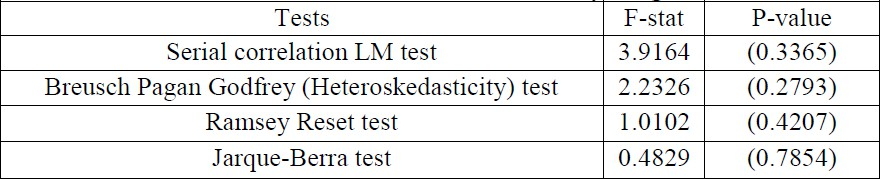 Tests F-stat P-value
Serial correlation LM test 3.9164 (0.3365)
Breusch Pagan Godfrey (Heteroskedasticity) test 2.2326 (0.2793)
Ramsey Reset test 1.0102 (0.4207)
Jarque-Berra test 0.4829 (0.7854)